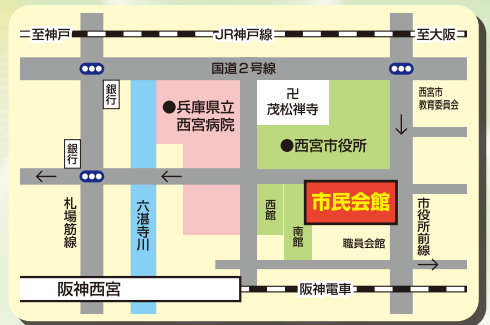 至神戸
JR神戸線
至大阪
国道2号線
銀行
●兵庫県立
西宮病院
卍
茂松禅寺
西宮市
教育委員会
●西宮市役所
銀行
札場筋線
六湛寺川
西館
南館
市民会館
職員会館
市役所前線
阪神西宮
阪神電車